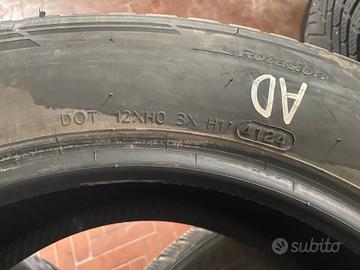 Rotation
AD
DOT 12XH0 3X H1/ 4124
subito